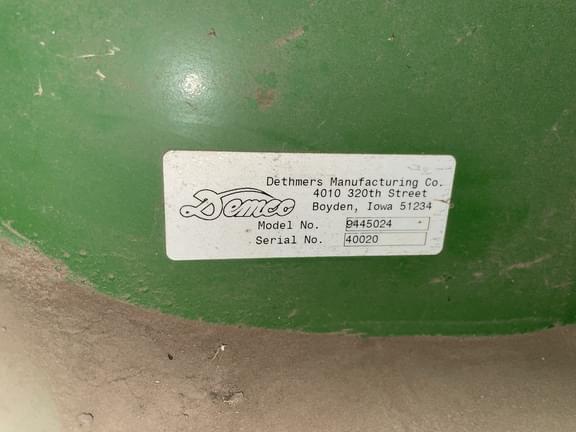 Dethmers Manufacturing Co.
4010 320th Street
Demco
Boyden, Iowa 51234
Model No. 9445024
Serial No. 40020